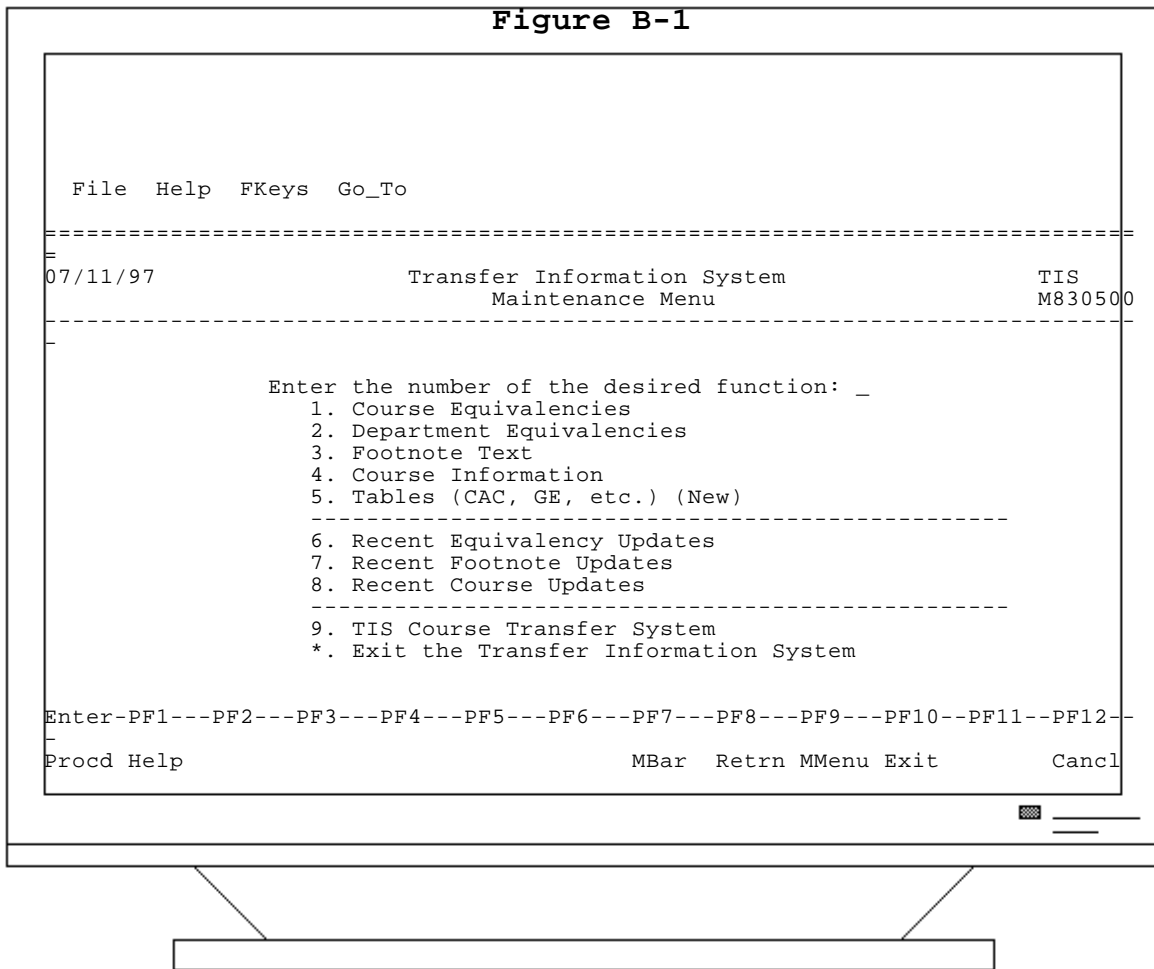 Figure B-1
File Help FKeys Go_To
==============================================================================
=
07/11/97 Transfer Information System TIS
Maintenance Menu M830500
------------------------------------------------------------------------------
-
Enter the number of the desired function: _
1. Course Equivalencies
2. Department Equivalencies
3. Footnote Text
4. Course Information
5. Tables (CAC, GE, etc.) (New)
--------------------------------------------------
6. Recent Equivalency Updates
7. Recent Footnote Updates
8. Recent Course Updates
--------------------------------------------------
9. TIS Course Transfer System
*. Exit the Transfer Information System
Enter-PF1---PF2---PF3---PF4---PF5---PF6---PF7---PF8---PF9---PF10--PF11--PF12--
-
Procd Help MBar Retrn MMenu Exit Cancl